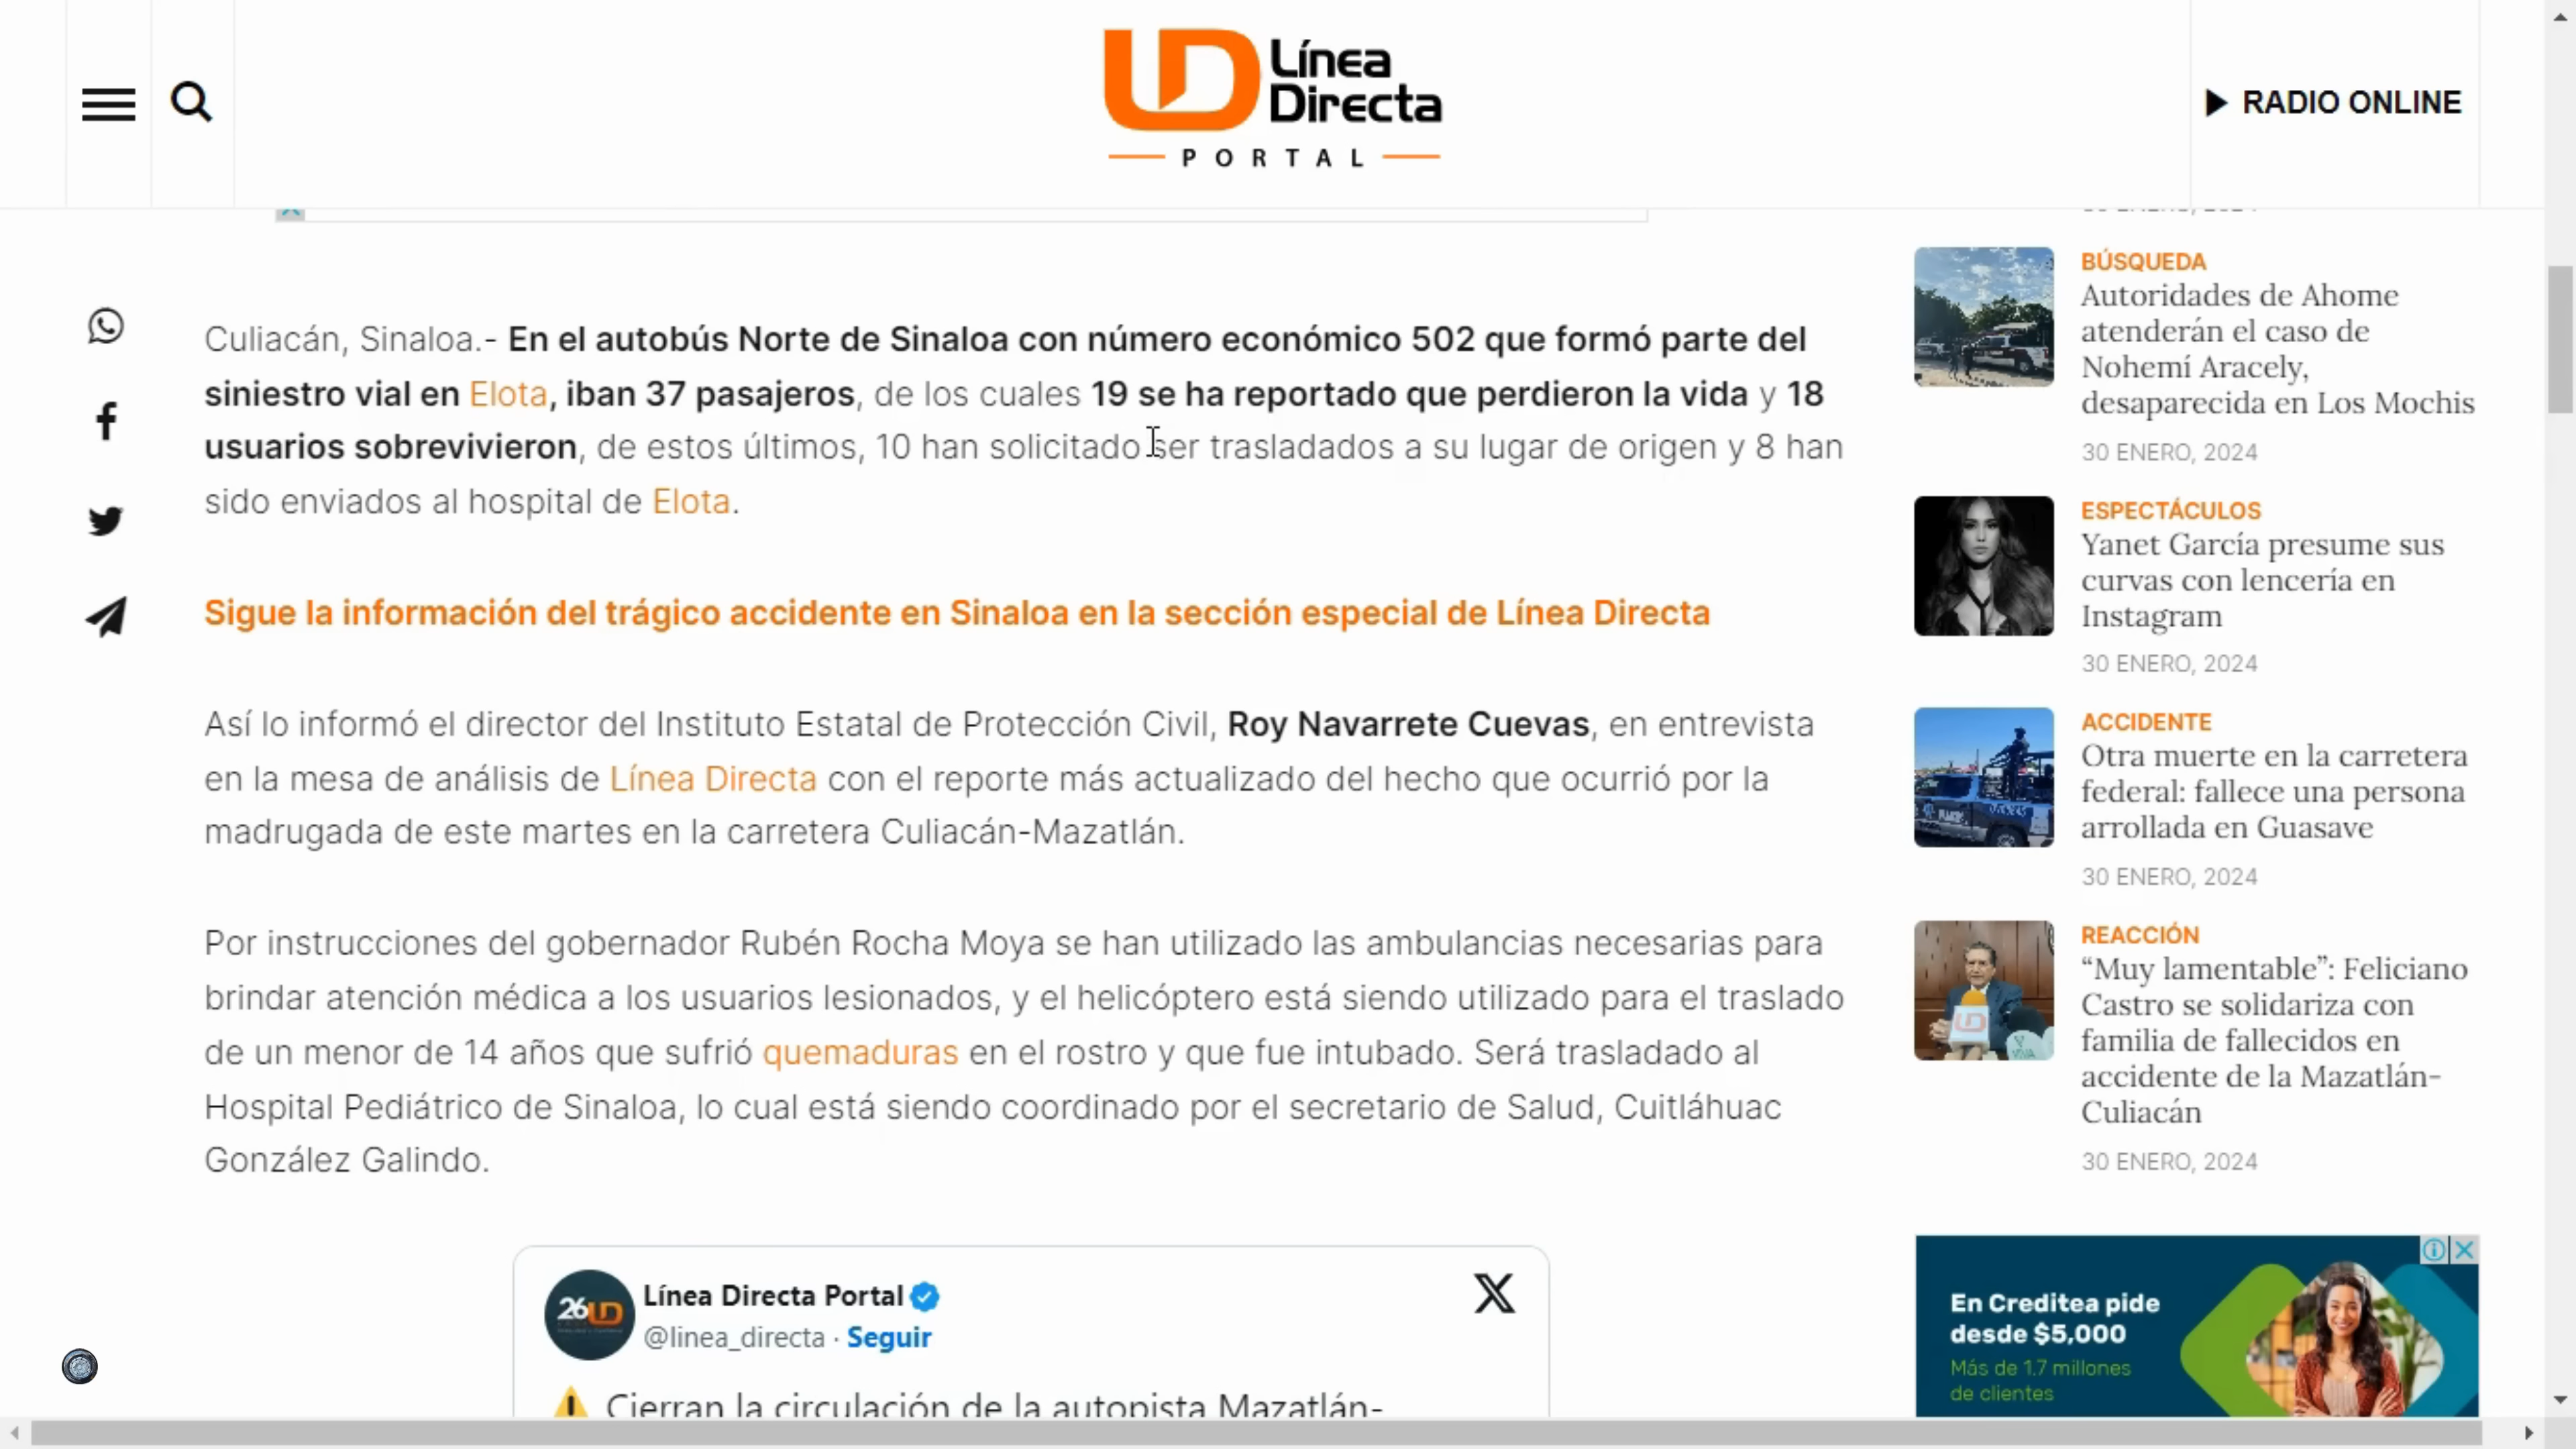 Línea
Directa
PORTAL
RADIO ONLINE
Culiacán, Sinaloa.- En el autobús Norte de Sinaloa con número económico 502 que formó parte del
siniestro vial en Elota, iban 37 pasajeros, de los cuales 19 se ha reportado que perdieron la vida y 18
usuarios sobrevivieron, de estos últimos, 10 han solicitado ser trasladados a su lugar de origen y 8 han
sido enviados al hospital de Elota.
Sigue la información del trágico accidente en Sinaloa en la sección especial de Línea Directa
Así lo informó el director del Instituto Estatal de Protección Civil, Roy Navarrete Cuevas, en entrevista
en la mesa de análisis de Línea Directa con el reporte más actualizado del hecho que ocurrió por la
madrugada de este martes en la carretera Culiacán-Mazatlán.
Por instrucciones del gobernador Rubén Rocha Moya se han utilizado las ambulancias necesarias para
brindar atención médica a los usuarios lesionados, y el helicóptero está siendo utilizado para el traslado
de un menor de 14 años que sufrió quemaduras en el rostro y que fue intubado. Será trasladado al
Hospital Pediátrico de Sinaloa, lo cual está siendo coordinado por el secretario de Salud, Cuitláhuac
González Galindo.
26
Línea Directa Portal
@linea_directa · Seguir
⚠️ Cierran la circulación de la autopista Mazatlán-
BÚSQUEDA
Autoridades de Ahome
atenderán el caso de
Nohemí Aracely,
desaparecida en Los Mochis
30 ENERO, 2024
ESPECTÁCULOS
Yanet García presume sus
curvas con lencería en
Instagram
30 ENERO, 2024
ACCIDENTE
Otra muerte en la carretera
federal: fallece una persona
arrollada en Guasave
30 ENERO, 2024
REACCIÓN
“Muy lamentable”: Feliciano
Castro se solidariza con
familia de fallecidos en
accidente de la Mazatlán-
Culiacán
30 ENERO, 2024
En Creditea pide
desde $5,000
Más de 1.7 millones
de clientes